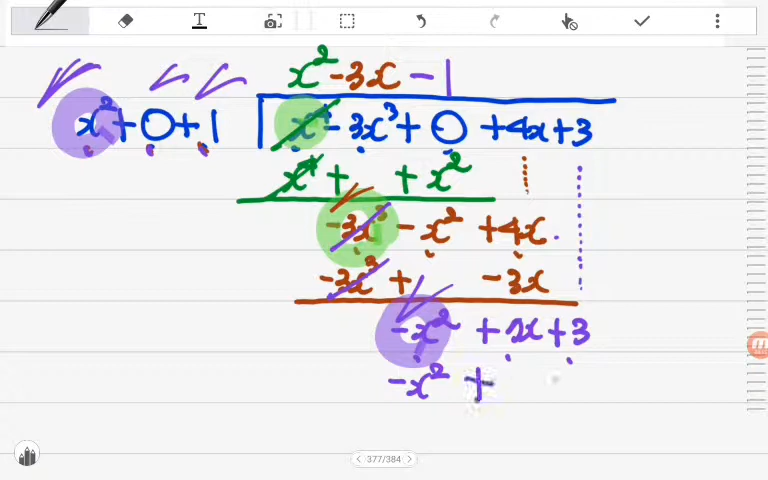 T
x² - 3x - 1
x² + 0 + 1 | x⁴ - 3x³ + 0 + 4x + 3
x⁴ + + x²
-3x³ - x² + 4x
-3x³ + - 3x
-x² + 7x + 3
-x² +
377/384